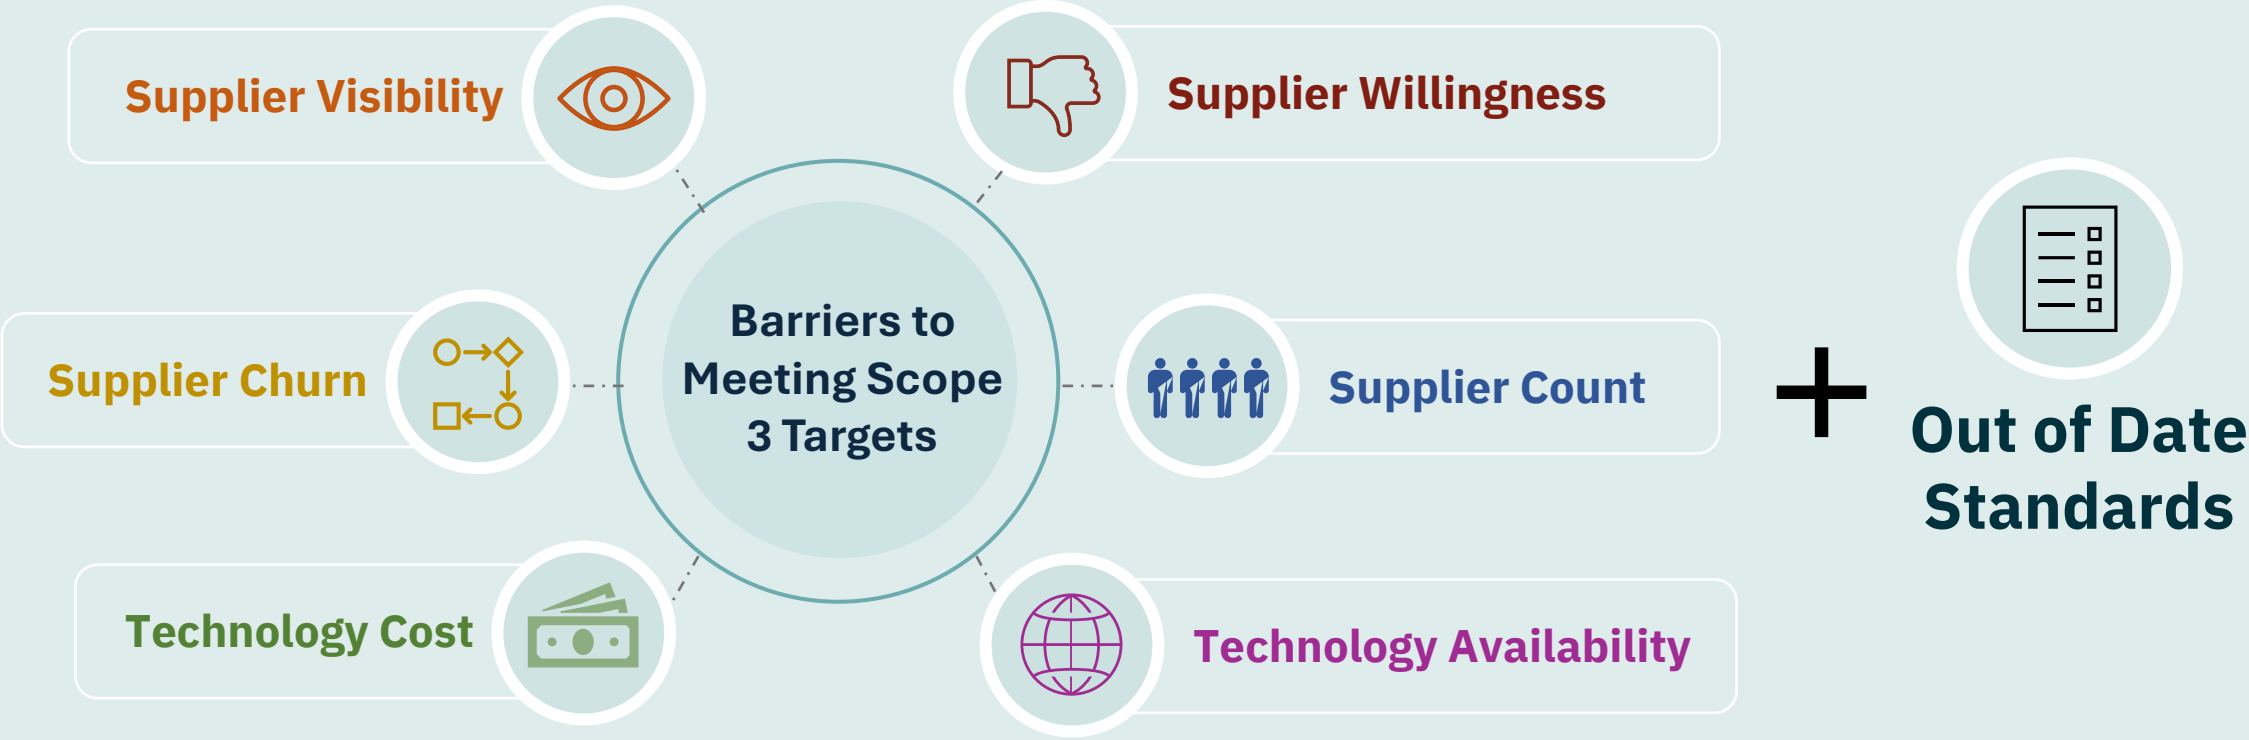 Supplier Visibility
Supplier Willingness
Barriers to
Meeting Scope
3 Targets
Supplier Churn
Supplier Count
Technology Cost
Technology Availability
Out of Date
Standards